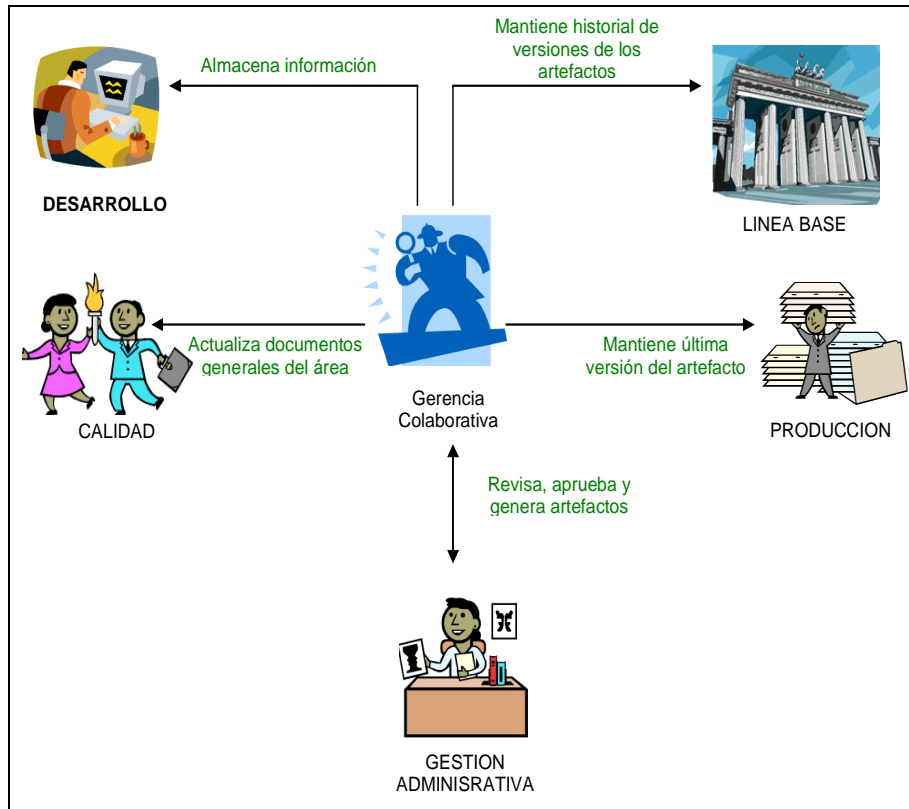 Almacena información
Mantiene historial de
versiones de los
artefactos
DESARROLLO
LINEA BASE
Actualiza documentos
generales del área
Mantiene última
versión del artefacto
CALIDAD
Gerencia
Colaborativa
PRODUCCION
Revisa, aprueba y
genera artefactos
GESTION
ADMINISRATIVA